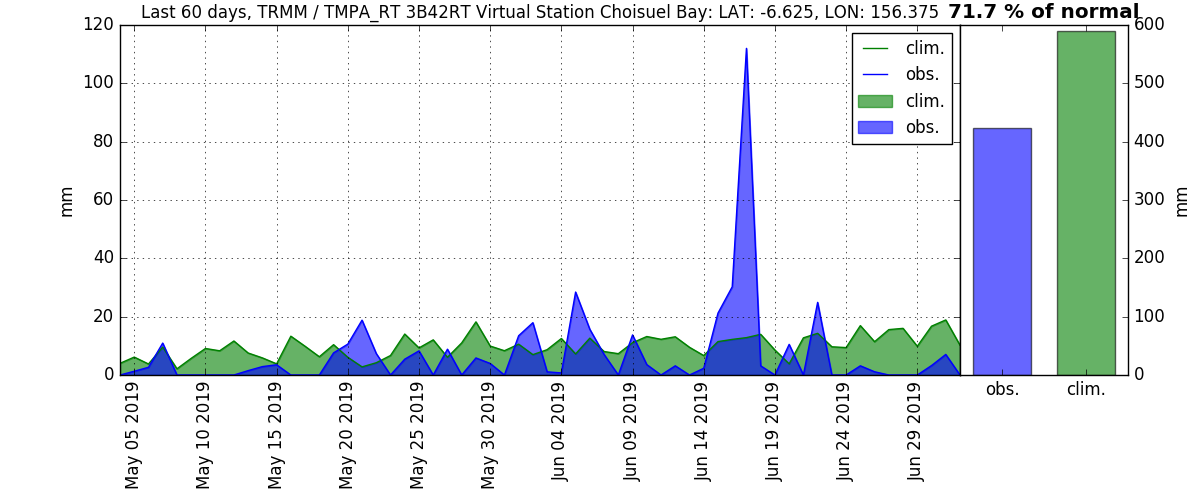 Last 60 days, TRMM / TMPA_RT 3B42RT Virtual Station Choisuel Bay: LAT: -6.625, LON: 156.375 71.7 % of normal
120
100
80
60
40
20
0
mm
clim.
obs.
clim.
obs.
600
500
400
300
200
100
0
mm
obs.
clim.
May 05 2019
May 10 2019
May 15 2019
May 20 2019
May 25 2019
May 30 2019
Jun 04 2019
Jun 09 2019
Jun 14 2019
Jun 19 2019
Jun 24 2019
Jun 29 2019